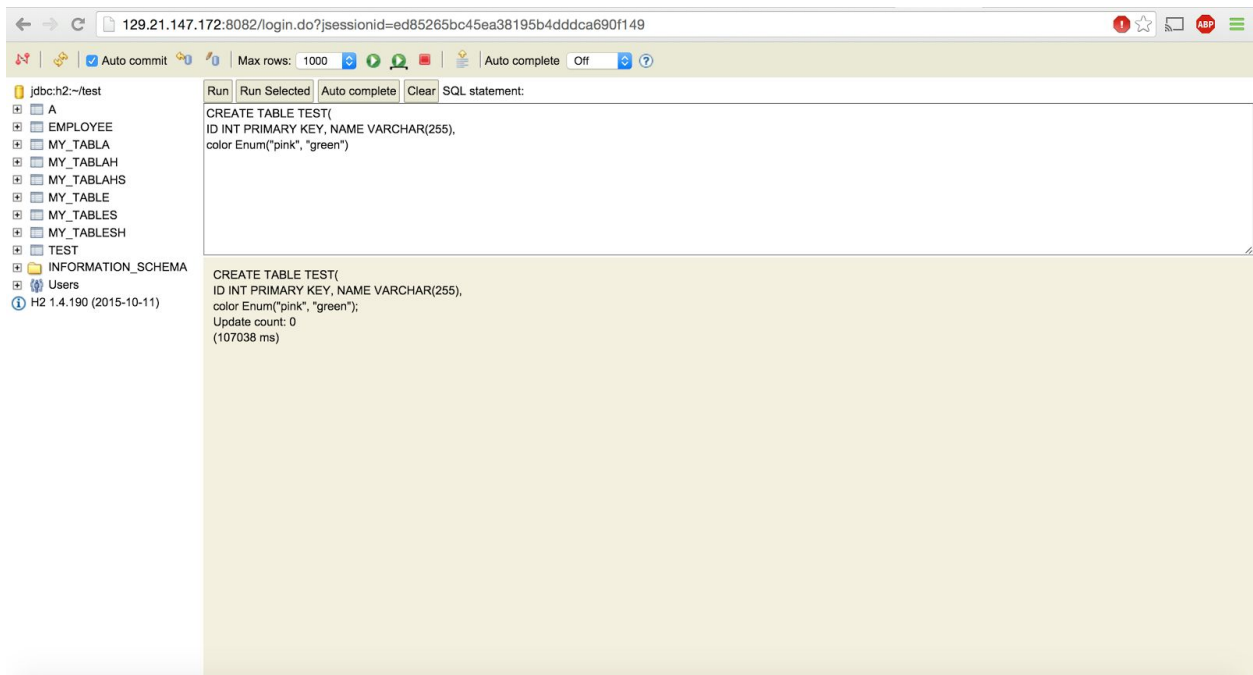 129.21.147.172:8082/login.do?jsessionid=ed85265bc45ea38195b4dddca690f149
ABP
Auto commit Max rows: 1000 Auto complete Off
jdbc:h2:~/test
A
EMPLOYEE
MY_TABLA
MY_TABLAH
MY_TABLAHS
MY_TABLE
MY_TABLES
MY_TABLESH
TEST
INFORMATION_SCHEMA
Users
H2 1.4.190 (2015-10-11)
Run Run Selected Auto complete Clear SQL statement:
CREATE TABLE TEST(
ID INT PRIMARY KEY, NAME VARCHAR(255),
color Enum("pink", "green")
CREATE TABLE TEST(
ID INT PRIMARY KEY, NAME VARCHAR(255),
color Enum("pink", "green");
Update count: 0
(107038 ms)